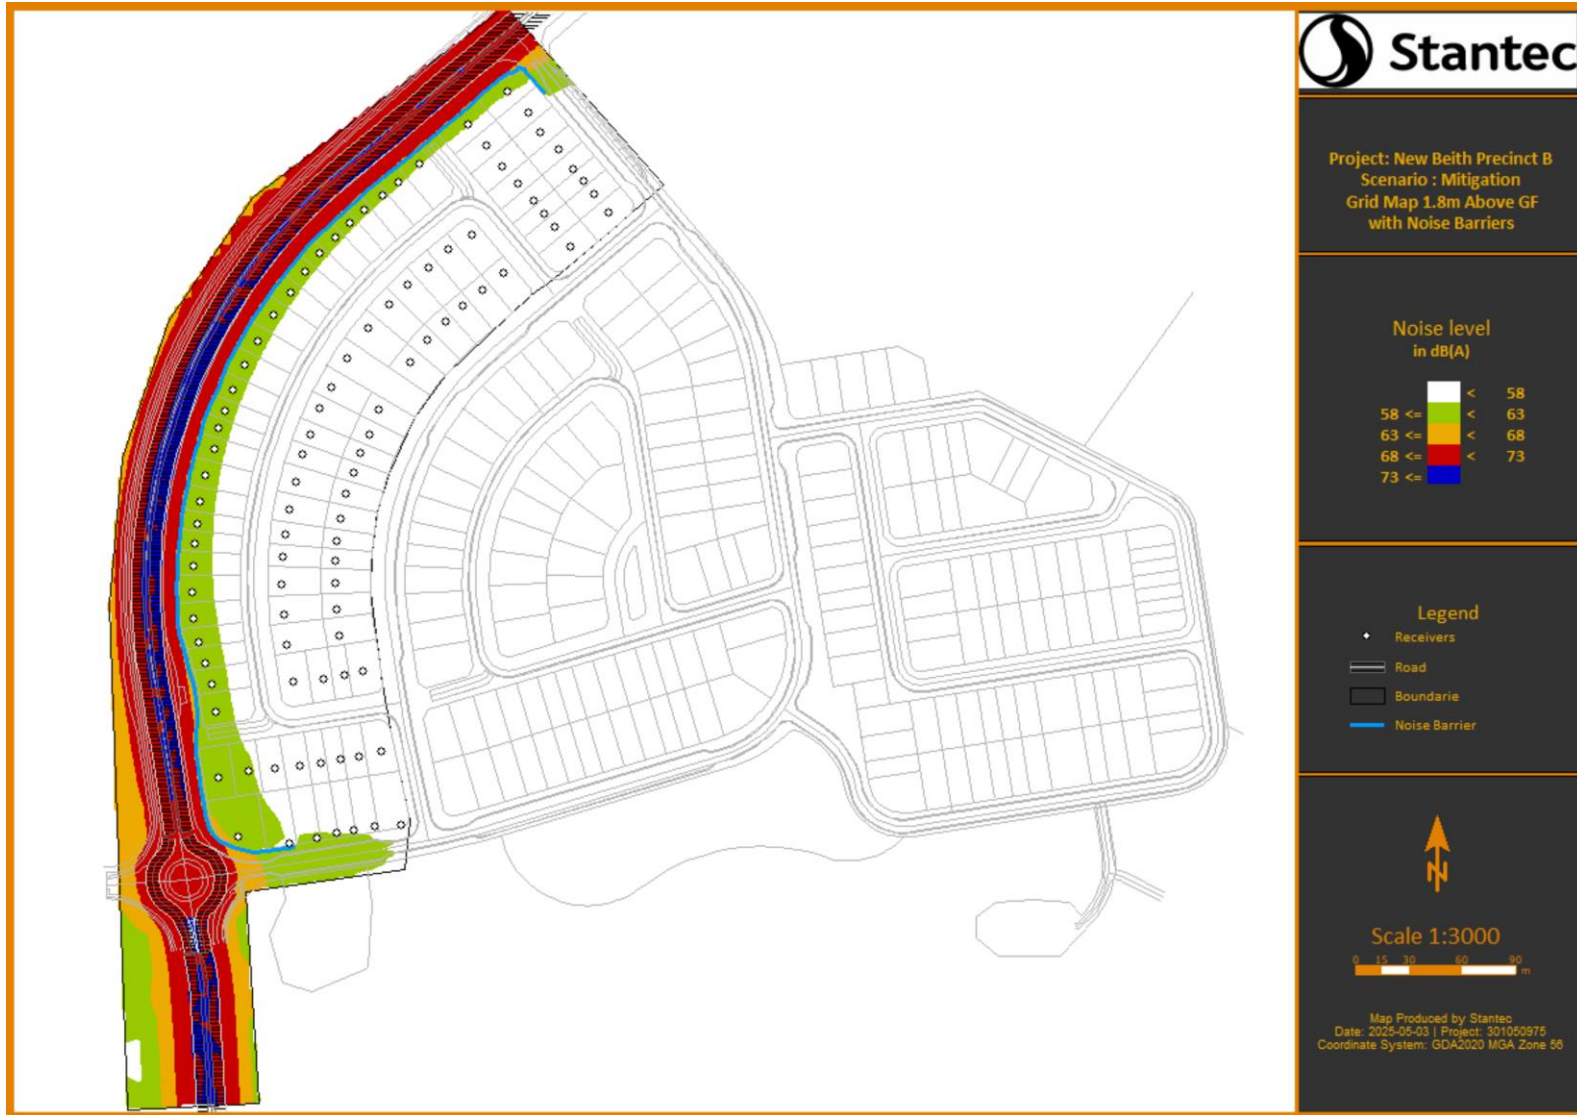 Stantec
Project: New Beith Precinct B
Scenario : Mitigation
Grid Map 1.8m Above GF
with Noise Barriers
Noise level
in dB(A)
< 58
58 <= < 63
63 <= < 68
68 <= < 73
73 <=
Legend
Receivers
Road
Boundarie
Noise Barrier
N
Scale 1:3000
0 15 30 60 90
m
Map Produced by Stantec
Date: 2025-05-03 | Project: 301050975
Coordinate System: GDA2020 MGA Zone 56